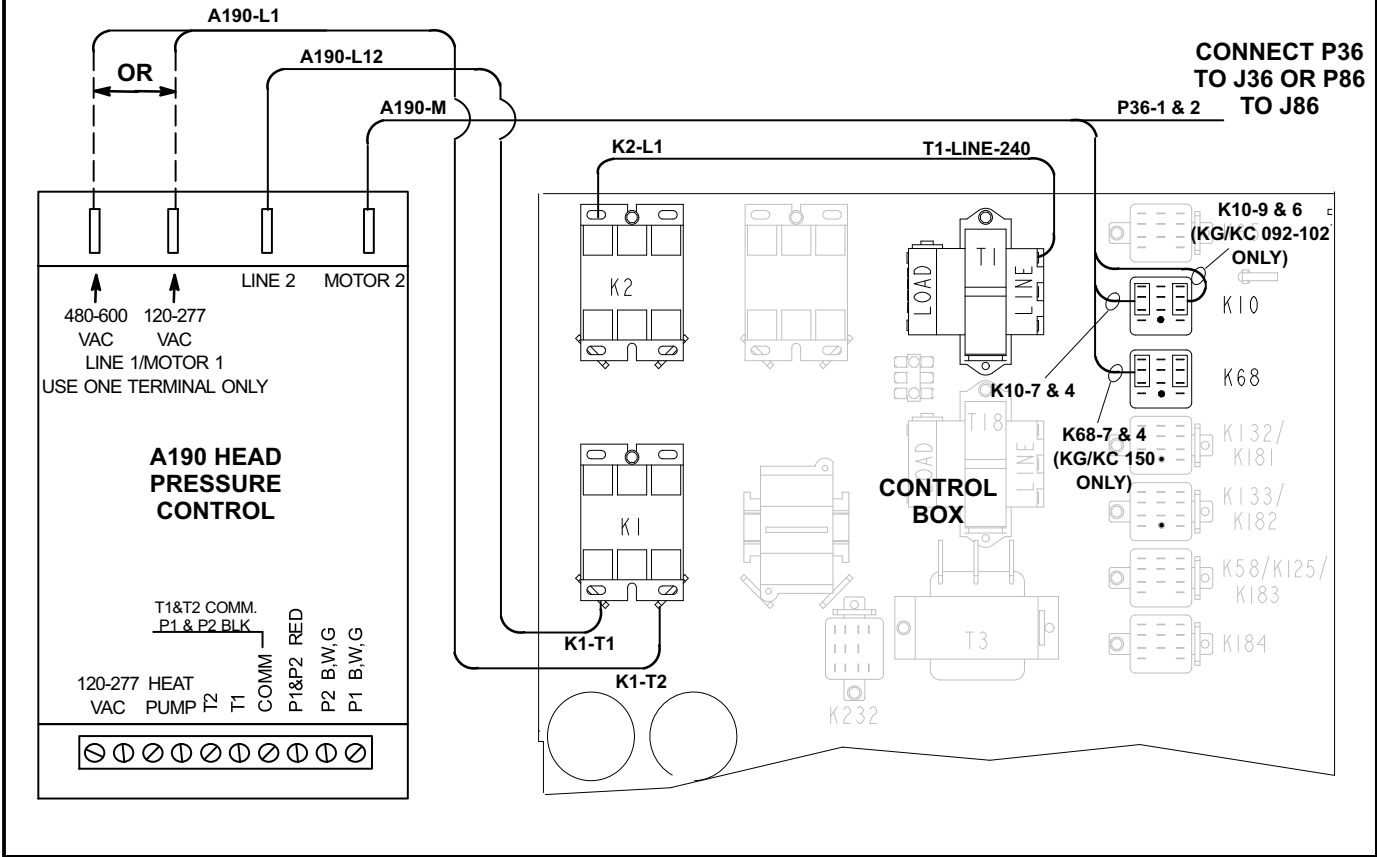 A190-L1
OR
A190-L12
A190-M
CONNECT P36
TO J36 OR P86
TO J86
P36-1 & 2
K2-L1
T1-LINE-240
K10-9 & 6
(KG/KC 092-102
ONLY)
LINE 2
MOTOR 2
480-600
VAC
120-277
VAC
LINE 1/MOTOR 1
USE ONE TERMINAL ONLY
K2
LOAD
T1
LINE
K10
K10-7 & 4
K68
K68-7 & 4
(KG/KC 150
ONLY)
A190 HEAD
PRESSURE
CONTROL
K1
LOAD
T18
LINE
CONTROL
BOX
K132/
K181
K133/
K182
K58/K125/
K183
K184
T3
K232
K1-T1
K1-T2
T1&T2 COMM.
P1 & P2 BLK
120-277
VAC
HEAT
PUMP
T2
T1
COMM
P1&P2 RED
P2 B,W,G
P1 B,W,G